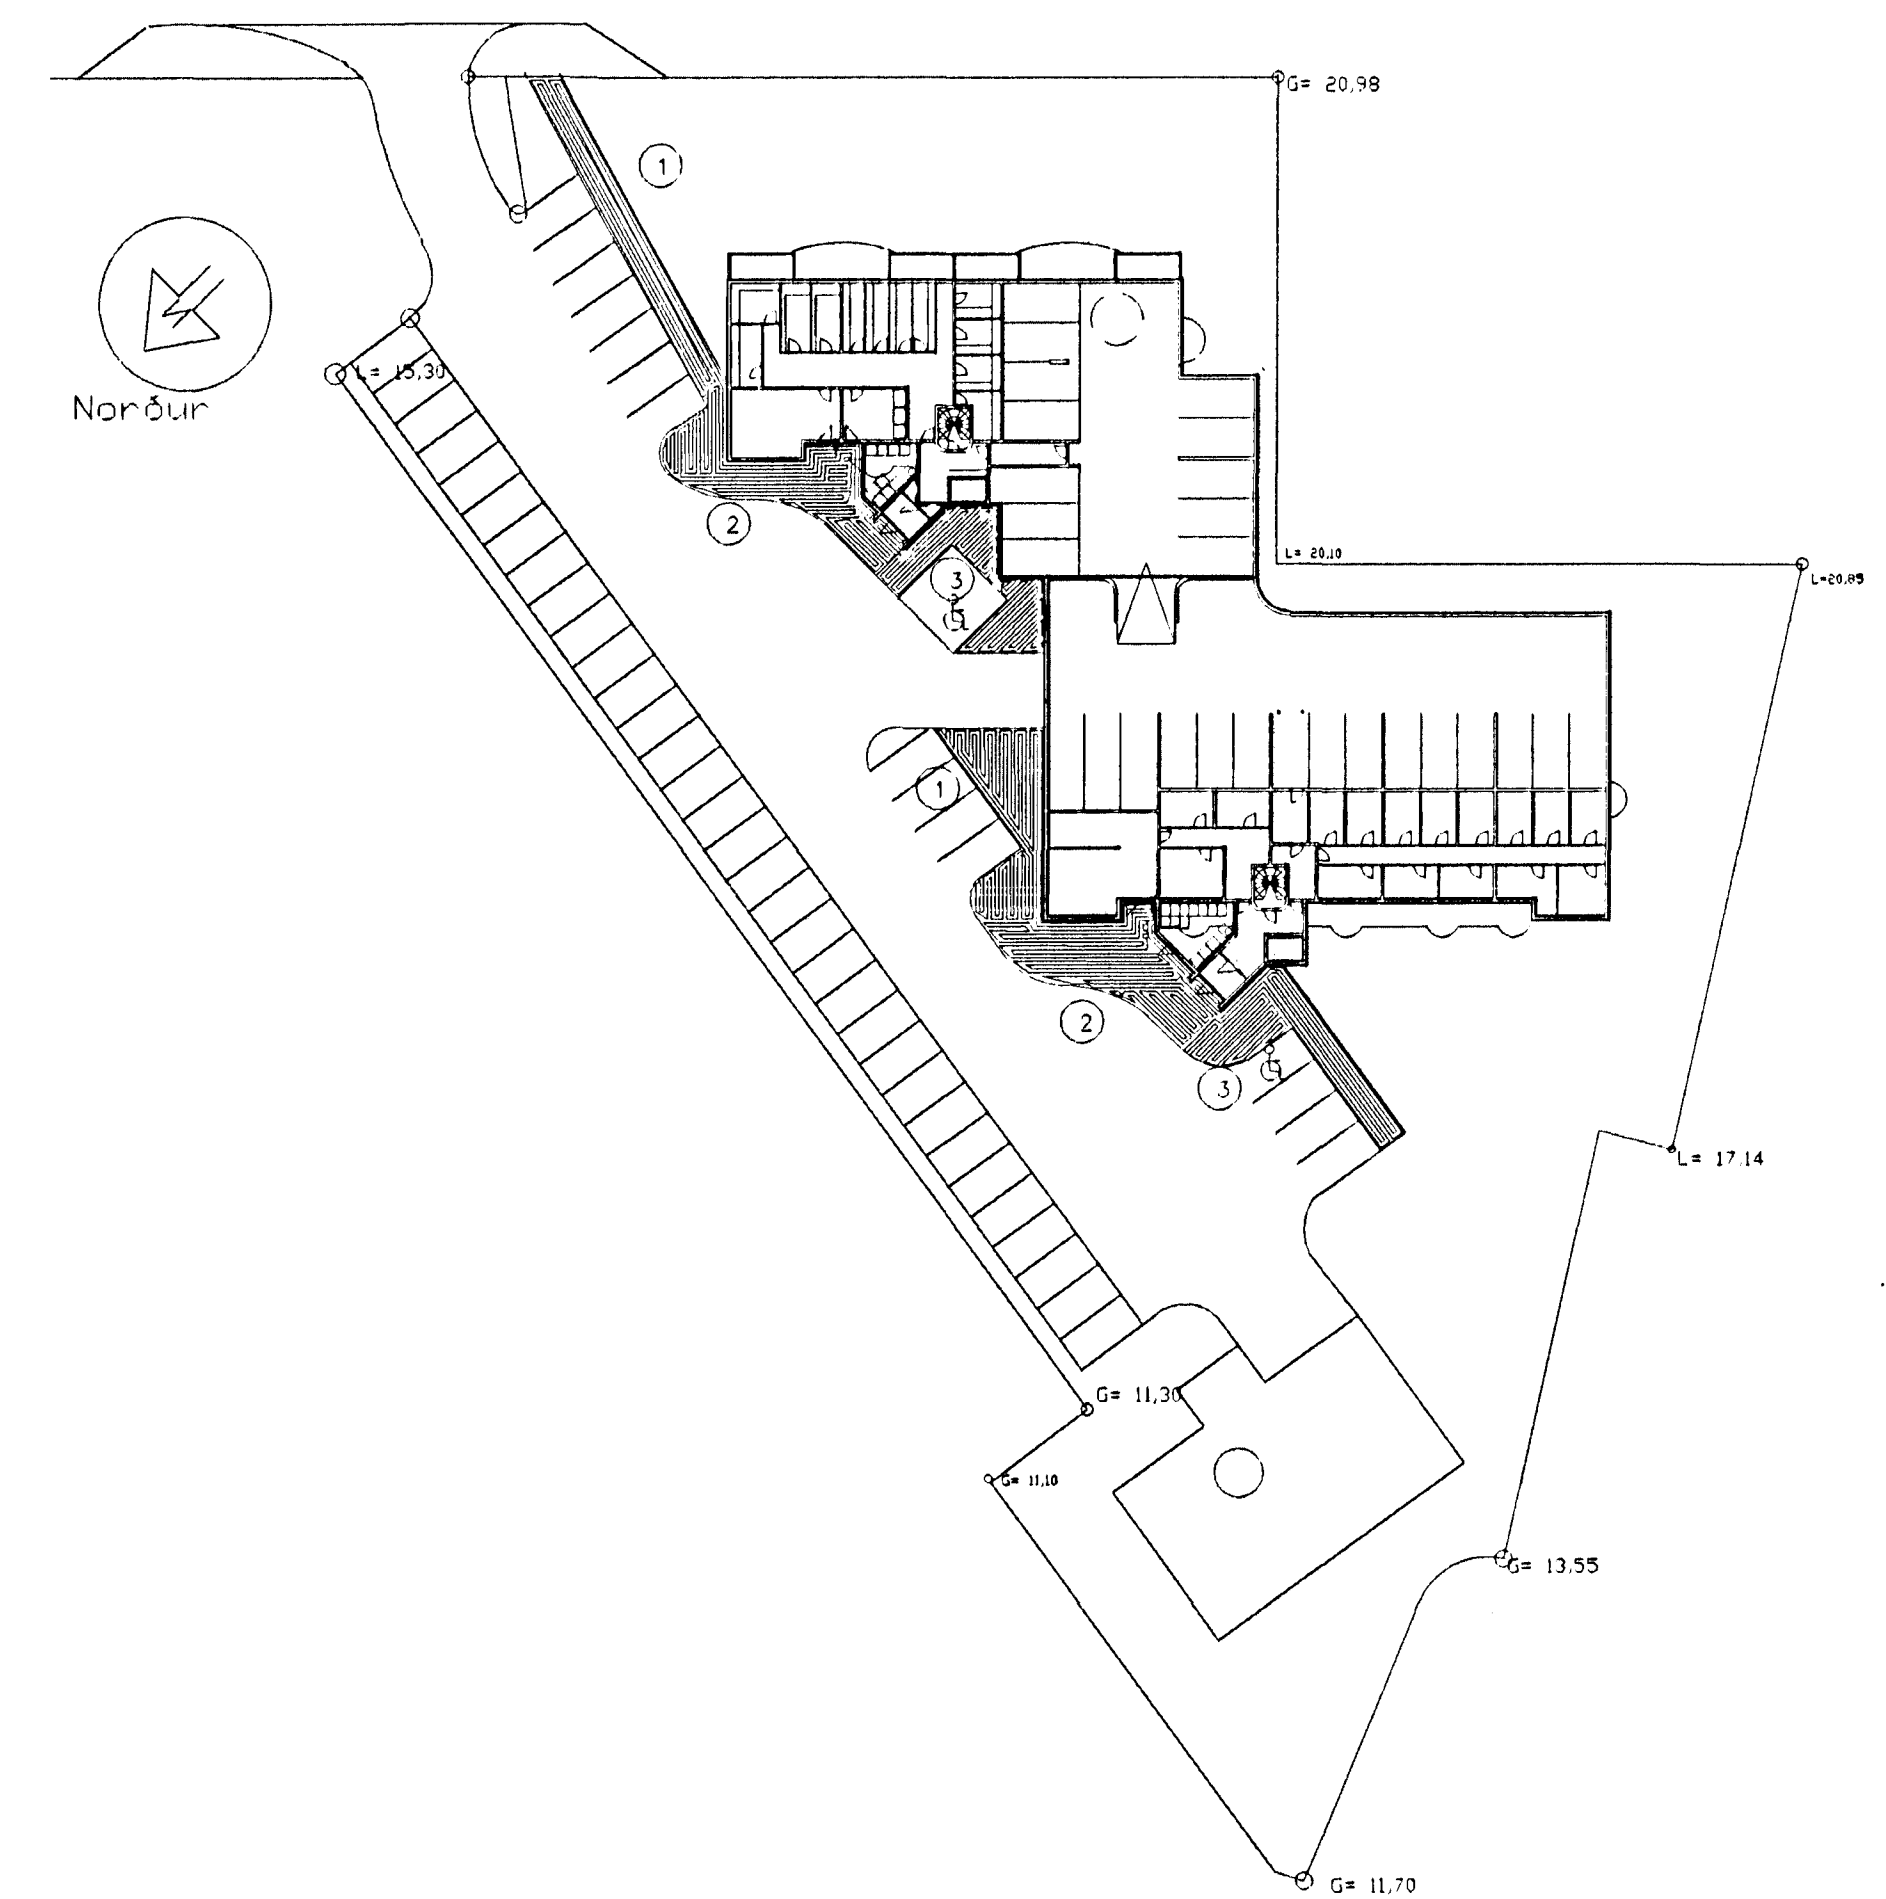 G= 20,98
1
L= 15,30
Norður
2
3
L= 20,10
L=20,85
1
2
3
L= 17,14
G= 11,30
G= 11,10
G= 13,55
G= 11,70